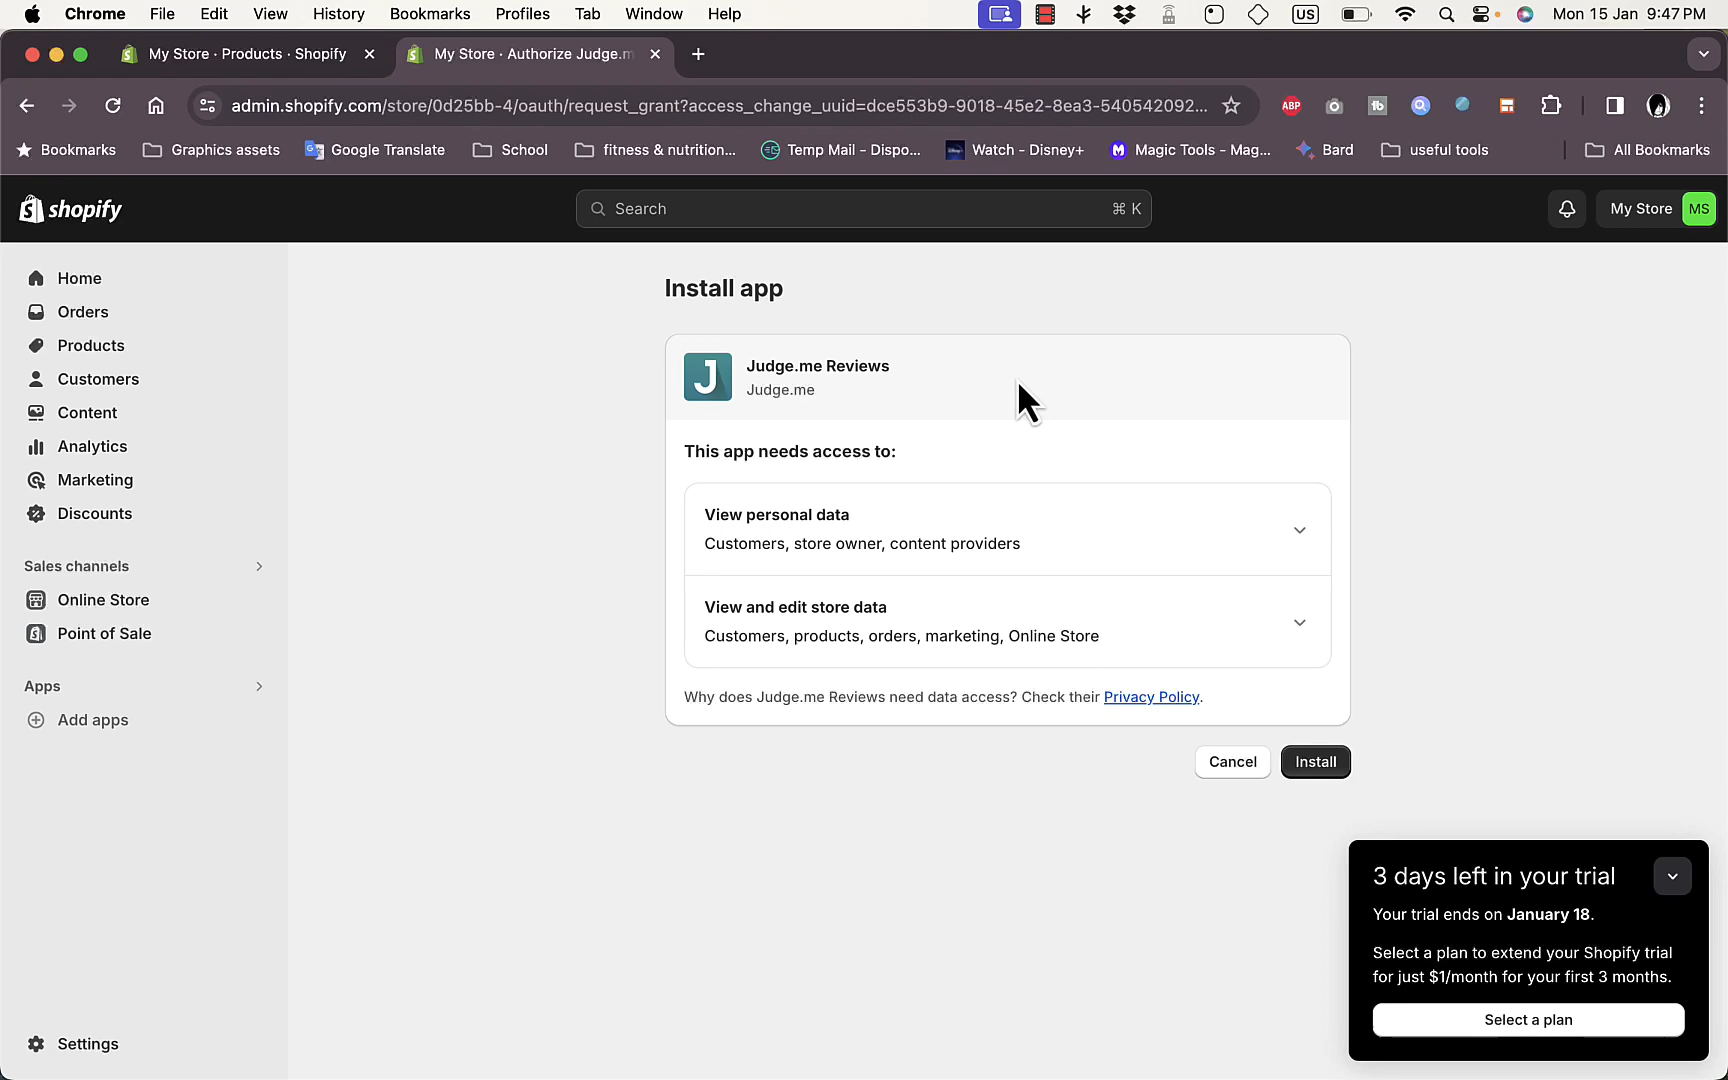 Chrome File Edit View History Bookmarks Profiles Tab Window Help US Mon 15 Jan 9:47 PM
My Store · Products · Shopify
My Store · Authorize Judge.m
admin.shopify.com/store/0d25bb-4/oauth/request_grant?access_change_uuid=dce553b9-9018-45e2-8ea3-540542092...
ABP
tb
Bookmarks Graphics assets Google Translate School fitness & nutrition... Temp Mail - Dispo... Watch - Disney+ Magic Tools - Mag... Bard useful tools All Bookmarks
shopify
Search
⌘ K
My Store
MS
Home
Orders
Products
Customers
Content
Analytics
Marketing
Discounts
Sales channels
Online Store
Point of Sale
Apps
Add apps
Settings
Install app
J
Judge.me Reviews
Judge.me
This app needs access to:
View personal data
Customers, store owner, content providers
View and edit store data
Customers, products, orders, marketing, Online Store
Why does Judge.me Reviews need data access? Check their Privacy Policy.
Cancel
Install
3 days left in your trial
Your trial ends on January 18.
Select a plan to extend your Shopify trial
for just $1/month for your first 3 months.
Select a plan